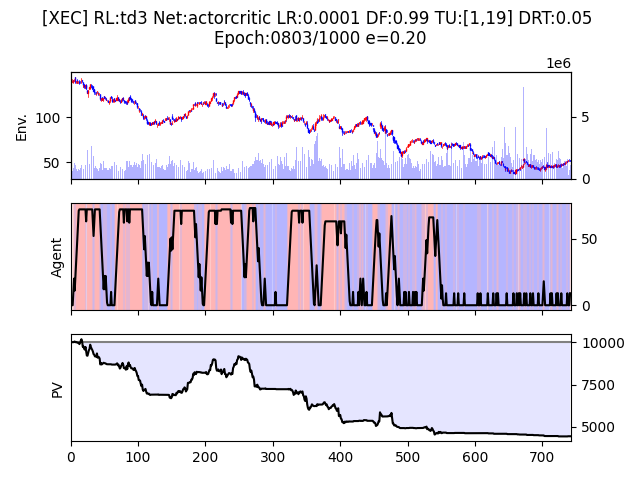 [XEC] RL:td3 Net:actorcritic LR:0.0001 DF:0.99 TU:[1,19] DRT:0.05
Epoch:0803/1000 e=0.20
1e6
Env.
100
50
5
0
Agent
50
0
PV
10000
7500
5000
0 100 200 300 400 500 600 700